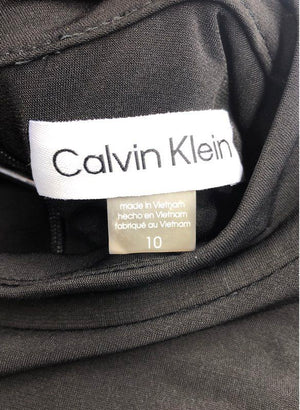 Calvin Klein
made in Vietnam
hecho en Vietnam
fabriqué au Vietnam
10